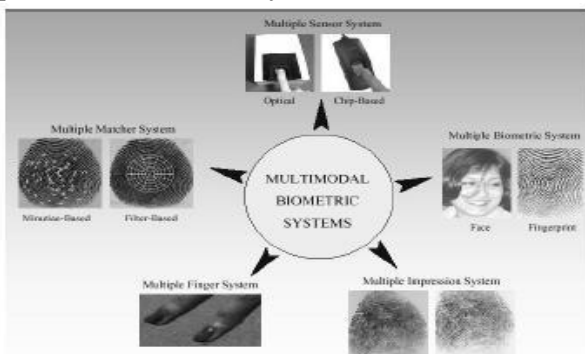 Multiple Sensor System
Optical
Chip-Based
Multiple Matcher System
Minutiae-Based
Filter-Based
Multiple Biometric System
Face
Fingerprint
MULTIMODAL
BIOMETRIC
SYSTEMS
Multiple Finger System
Multiple Impression System